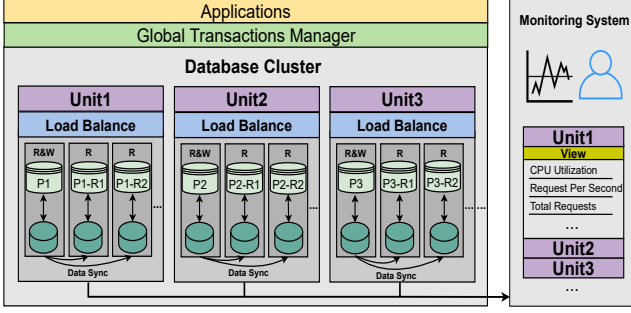 Applications
Global Transactions Manager
Database Cluster
Unit1
Load Balance
R&W
R
R
P1
P1-R1
P1-R2
...
Data Sync
Unit2
Load Balance
R&W
R
R
P2
P2-R1
P2-R2
...
Data Sync
Unit3
Load Balance
R&W
R
R
P3
P3-R1
P3-R2
... ...
Data Sync
Monitoring System
Unit1
View
CPU Utilization
Request Per Second
Total Requests
...
Unit2
Unit3
...